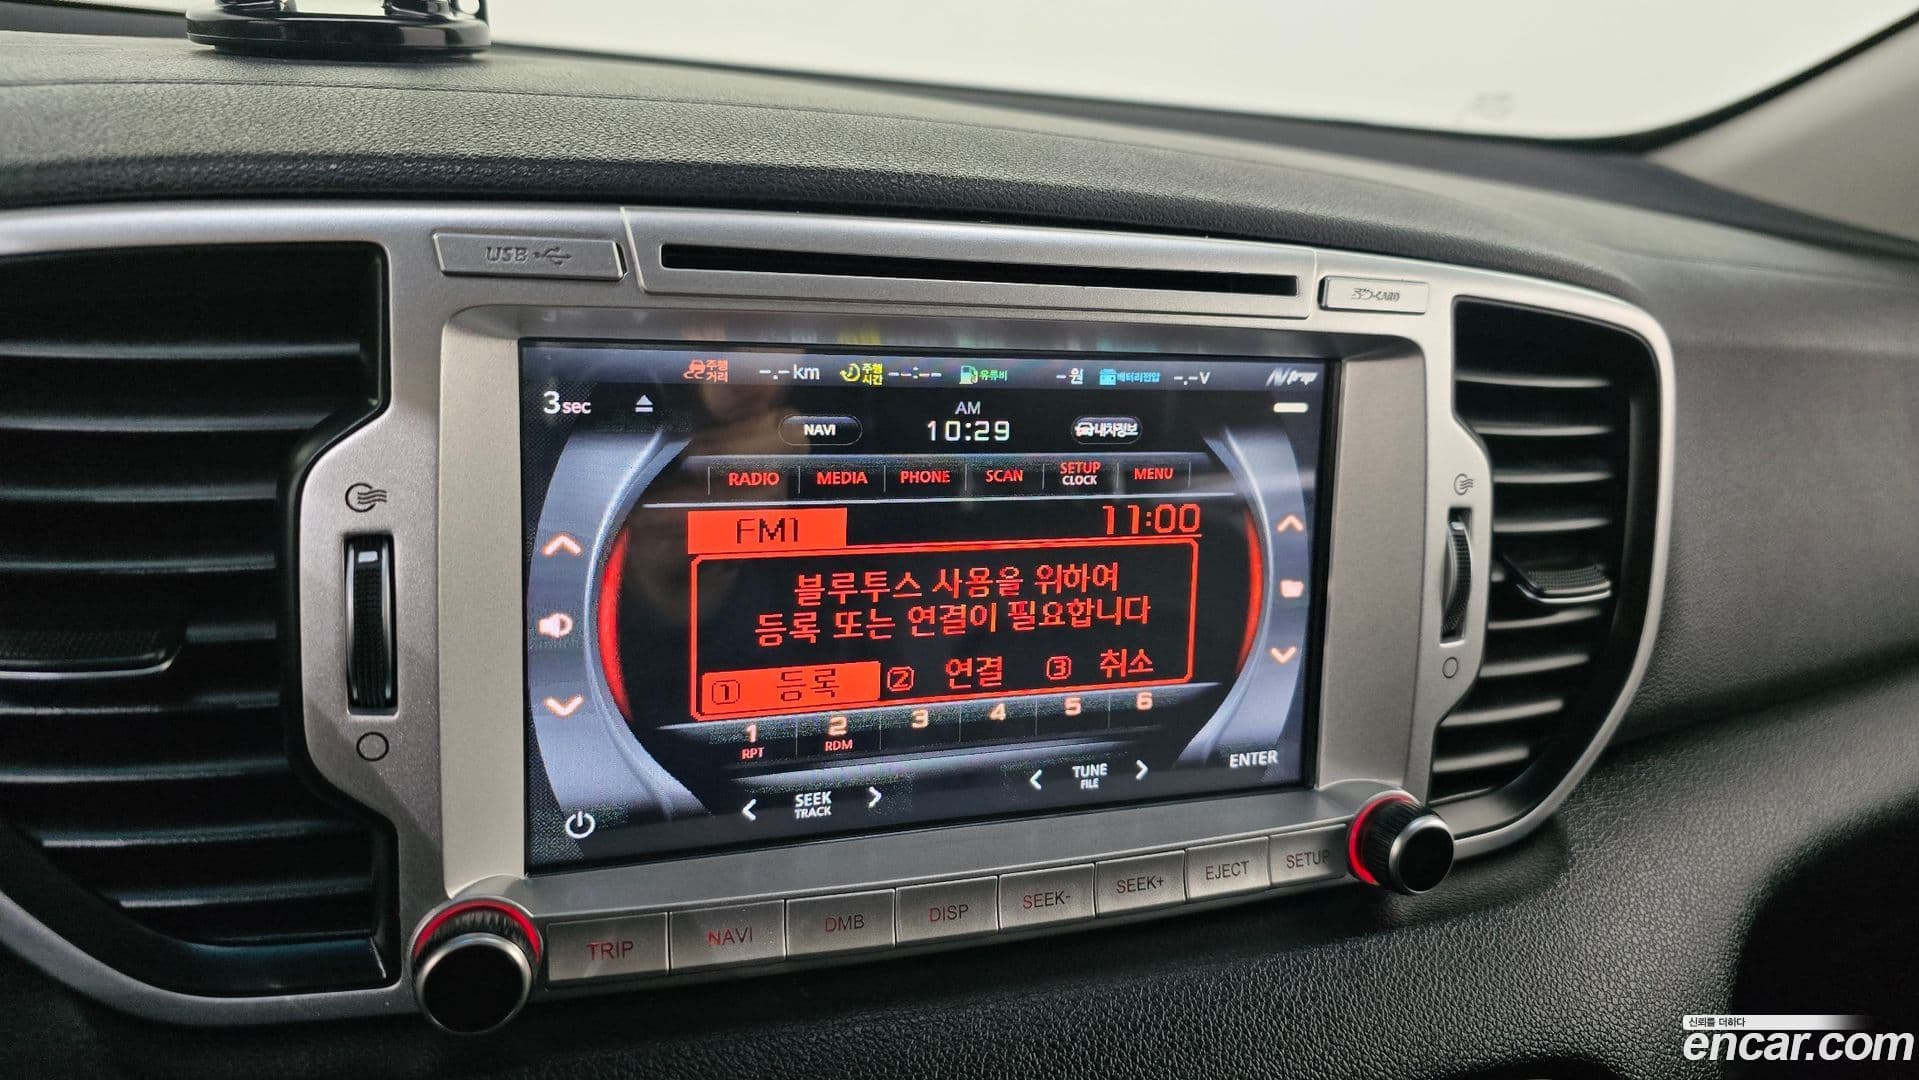 USB
SD-CARD
주행
거리 -.-km 주행
시간 --:-- 유류비 -원 배터리전압 -.-V
3sec
AM
NAVI 10:29 내차정보
RADIO MEDIA PHONE SCAN SETUP
CLOCK MENU
FM1 11:00
블루투스 사용을 위하여
등록 또는 연결이 필요합니다
1 등록 2 연결 3 취소
1 2 3 4 5 6
RPT RDM
SEEK
TRACK
TUNE
FILE
ENTER
TRIP NAVI DMB DISP SEEK- SEEK+ EJECT SETUP
신뢰를 더하다
encar.com